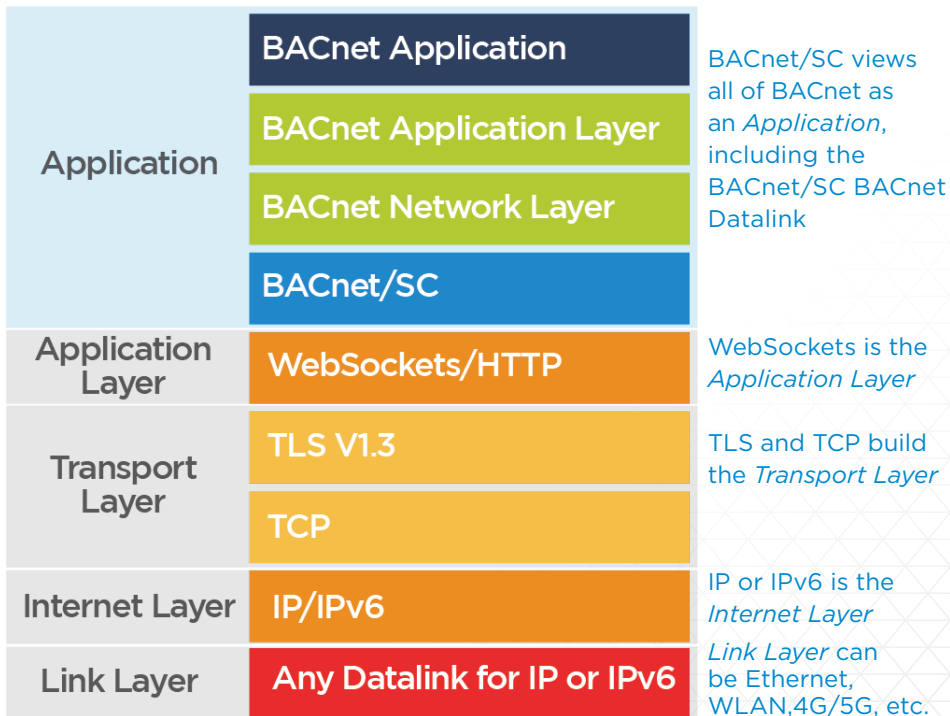 Application
BACnet Application
BACnet Application Layer
BACnet Network Layer
BACnet/SC
BACnet/SC views
all of BACnet as
an Application,
including the
BACnet/SC BACnet
Datalink
Application
Layer
WebSockets/HTTP
WebSockets is the
Application Layer
Transport
Layer
TLS V1.3
TCP
TLS and TCP build
the Transport Layer
Internet Layer
IP/IPv6
IP or IPv6 is the
Internet Layer
Link Layer
Any Datalink for IP or IPv6
Link Layer can
be Ethernet,
WLAN,4G/5G, etc.